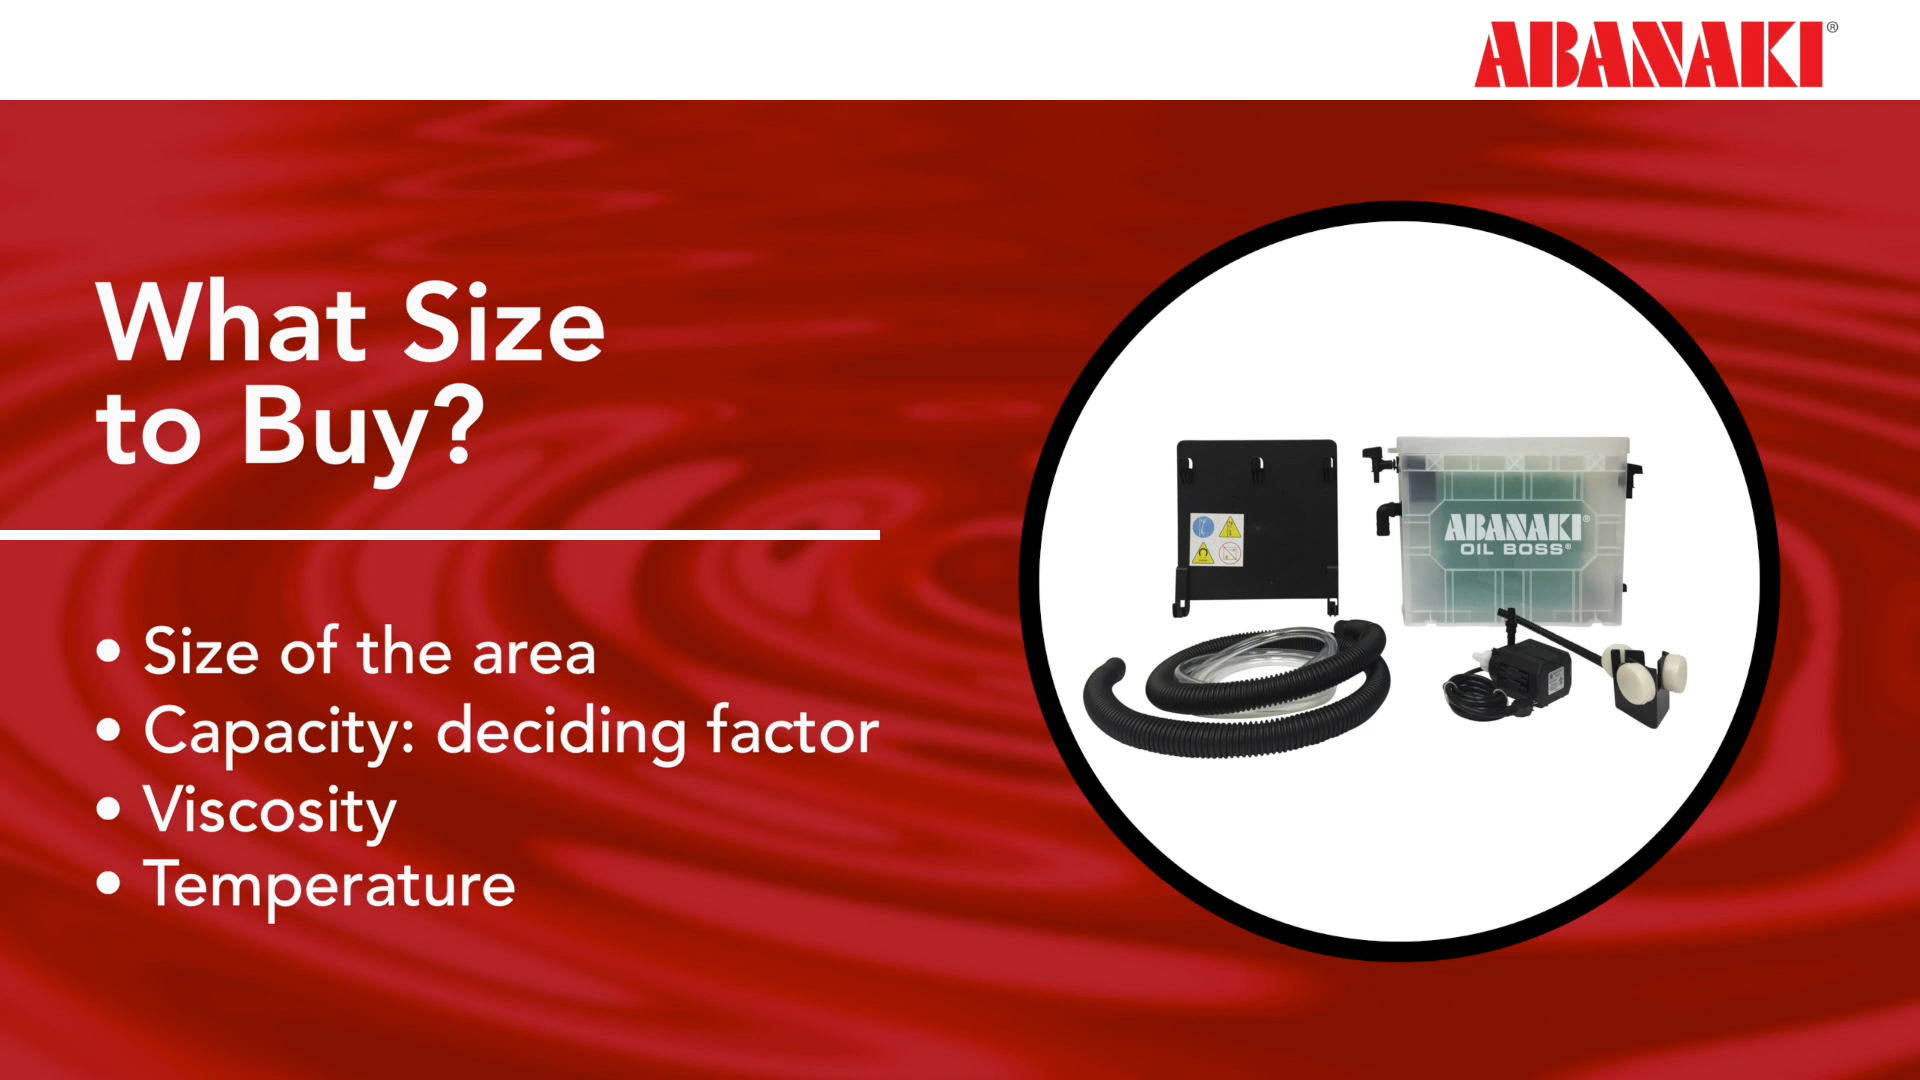 ABANAKI®
What Size
to Buy?
• Size of the area
• Capacity: deciding factor
• Viscosity
• Temperature
ABANAKI®
OIL BOSS®